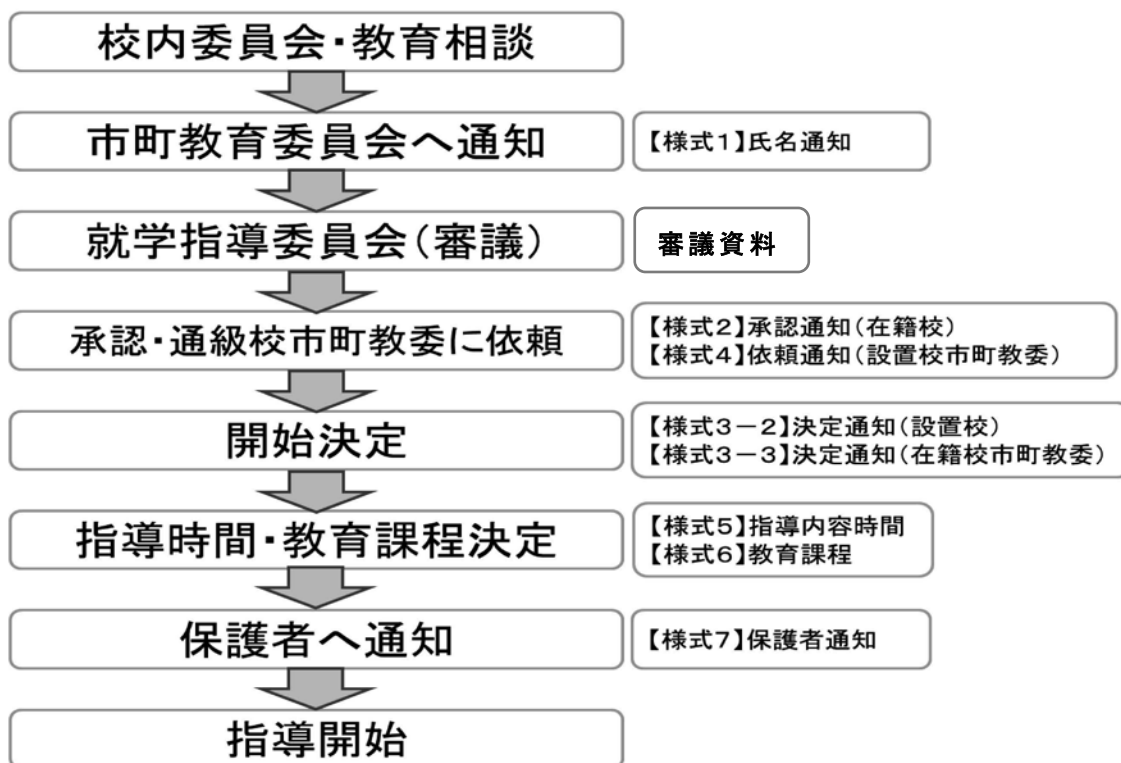 校内委員会・教育相談
市町教育委員会へ通知
【様式1】氏名通知
就学指導委員会(審議)
審議資料
承認・通級校市町教委に依頼
【様式2】承認通知(在籍校)
【様式4】依頼通知(設置校市町教委)
開始決定
【様式3-2】決定通知(設置校)
【様式3-3】決定通知(在籍校市町教委)
指導時間・教育課程決定
【様式5】指導内容時間
【様式6】教育課程
保護者へ通知
【様式7】保護者通知
指導開始